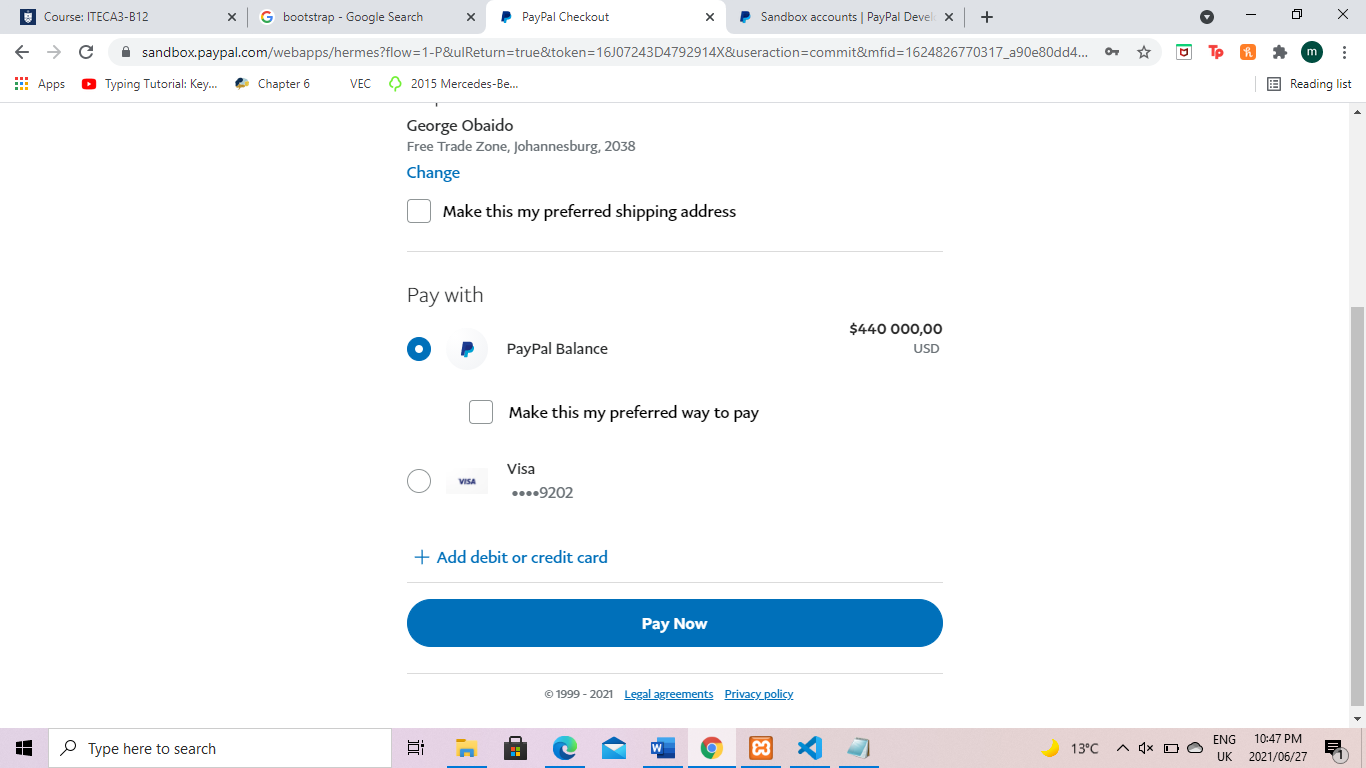 Course: ITECA3-B12
bootstrap - Google Search
PayPal Checkout
Sandbox accounts | PayPal Devel
sandbox.paypal.com/webapps/hermes?flow=1-P&ulReturn=true&token=16J07243D4792914X&useraction=commit&mfid=1624826770317_a90e80dd4...
m
Apps
Typing Tutorial: Key...
Chapter 6
VEC
2015 Mercedes-Be...
Reading list
George Obaido
Free Trade Zone, Johannesburg, 2038
Change
Make this my preferred shipping address
Pay with
$440 000,00
PayPal Balance
USD
Make this my preferred way to pay
Visa
VISA
••••9202
+ Add debit or credit card
Pay Now
© 1999 - 2021 Legal agreements Privacy policy
Type here to search
13°C
ENG
UK
10:47 PM
2021/06/27
1